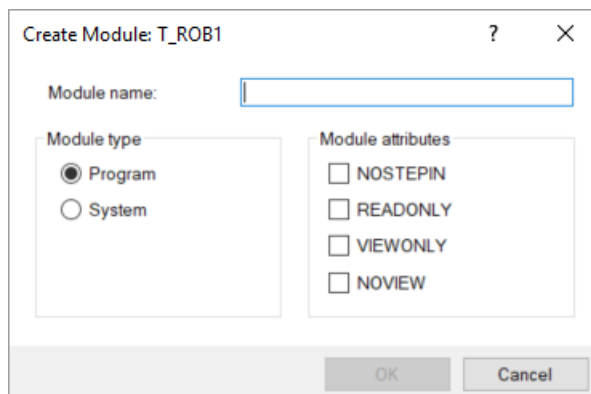 Create Module: T_ROB1 ?
Module name:
Module type
Program
System
Module attributes
NOSTEPIN
READONLY
VIEWONLY
NOVIEW
OK Cancel